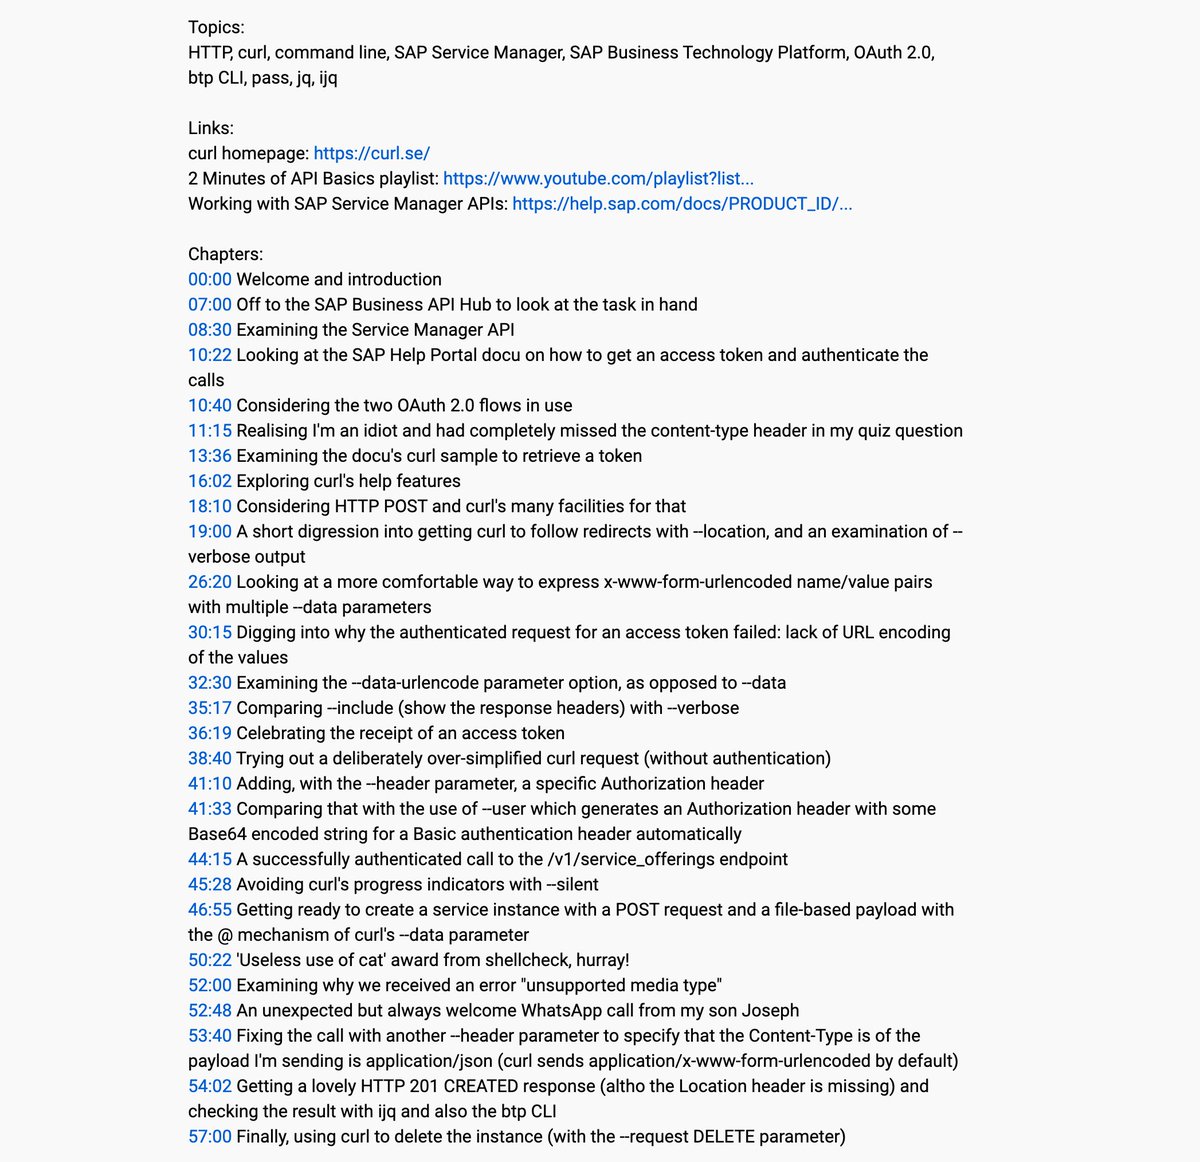 Topics:
HTTP, curl, command line, SAP Service Manager, SAP Business Technology Platform, OAuth 2.0,
btp CLI, pass, jq, ijq
Links:
curl homepage: https://curl.se/
2 Minutes of API Basics playlist: https://www.youtube.com/playlist?list...
Working with SAP Service Manager APIs: https://help.sap.com/docs/PRODUCT_ID/...
Chapters:
00:00 Welcome and introduction
07:00 Off to the SAP Business API Hub to look at the task in hand
08:30 Examining the Service Manager API
10:22 Looking at the SAP Help Portal docu on how to get an access token and authenticate the
calls
10:40 Considering the two OAuth 2.0 flows in use
11:15 Realising I'm an idiot and had completely missed the content-type header in my quiz question
13:36 Examining the docu's curl sample to retrieve a token
16:02 Exploring curl's help features
18:10 Considering HTTP POST and curl's many facilities for that
19:00 A short digression into getting curl to follow redirects with --location, and an examination of --
verbose output
26:20 Looking at a more comfortable way to express x-www-form-urlencoded name/value pairs
with multiple --data parameters
30:15 Digging into why the authenticated request for an access token failed: lack of URL encoding
of the values
32:30 Examining the --data-urlencode parameter option, as opposed to --data
35:17 Comparing --include (show the response headers) with --verbose
36:19 Celebrating the receipt of an access token
38:40 Trying out a deliberately over-simplified curl request (without authentication)
41:10 Adding, with the --header parameter, a specific Authorization header
41:33 Comparing that with the use of --user which generates an Authorization header with some
Base64 encoded string for a Basic authentication header automatically
44:15 A successfully authenticated call to the /v1/service_offerings endpoint
45:28 Avoiding curl's progress indicators with --silent
46:55 Getting ready to create a service instance with a POST request and a file-based payload with
the @ mechanism of curl's --data parameter
50:22 'Useless use of cat' award from shellcheck, hurray!
52:00 Examining why we received an error "unsupported media type"
52:48 An unexpected but always welcome WhatsApp call from my son Joseph
53:40 Fixing the call with another --header parameter to specify that the Content-Type is of the
payload I'm sending is application/json (curl sends application/x-www-form-urlencoded by default)
54:02 Getting a lovely HTTP 201 CREATED response (altho the Location header is missing) and
checking the result with ijq and also the btp CLI
57:00 Finally, using curl to delete the instance (with the --request DELETE parameter)